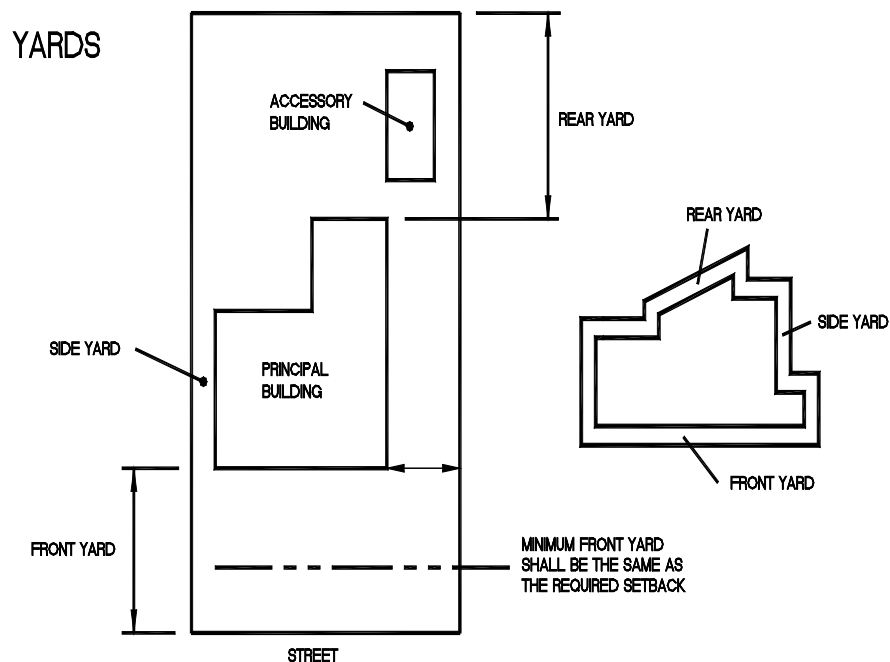 YARDS
ACCESSORY
BUILDING
REAR YARD
REAR YARD
SIDE YARD
SIDE YARD
PRINCIPAL
BUILDING
FRONT YARD
FRONT YARD
MINIMUM FRONT YARD
SHALL BE THE SAME AS
THE REQUIRED SETBACK
STREET